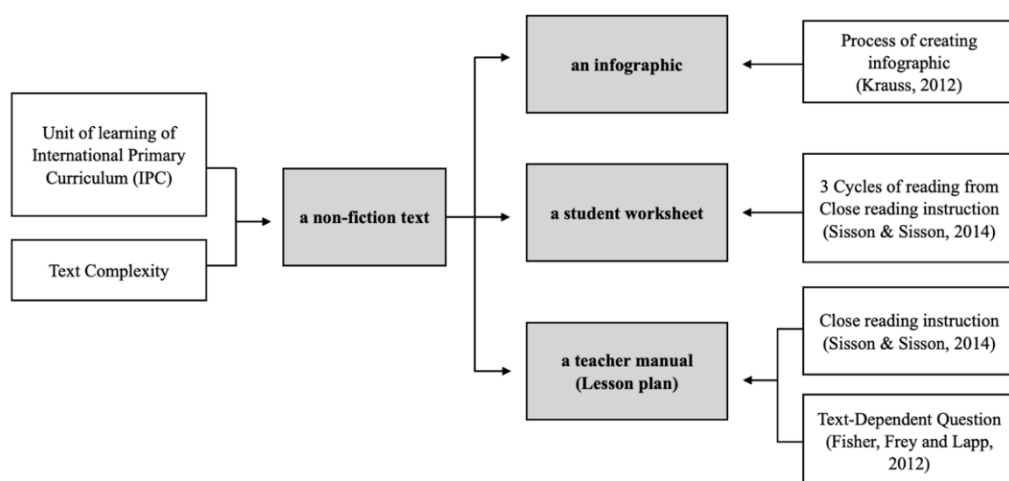 Unit of learning of
International Primary
Curriculum (IPC)
Text Complexity
a non-fiction text
an infographic
a student worksheet
a teacher manual
(Lesson plan)
Process of creating
infographic
(Krauss, 2012)
3 Cycles of reading from
Close reading instruction
(Sisson & Sisson, 2014)
Close reading instruction
(Sisson & Sisson, 2014)
Text-Dependent Question
(Fisher, Frey and Lapp,
2012)